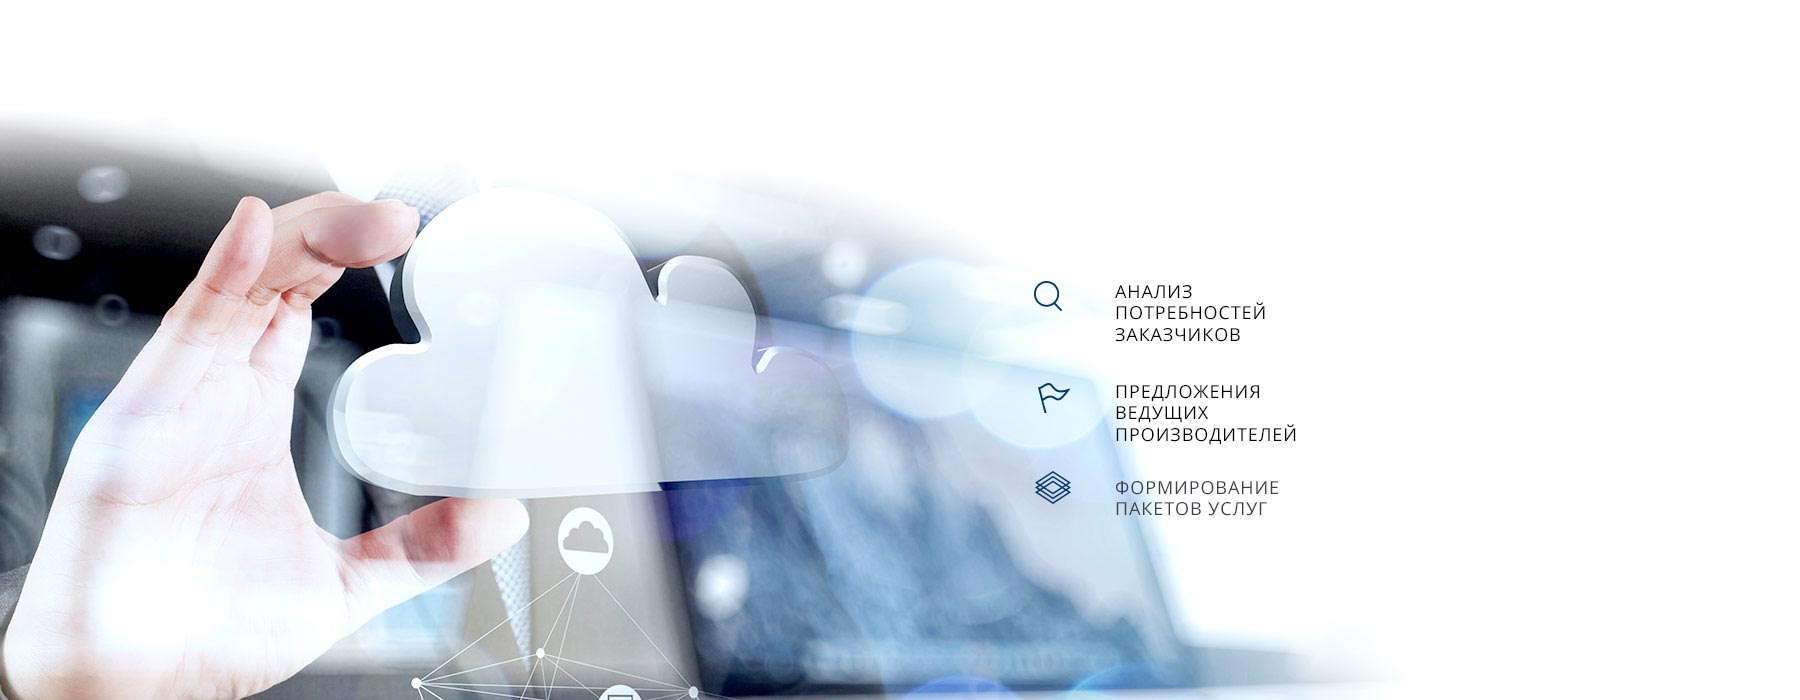 АНАЛИЗ
ПОТРЕБНОСТЕЙ
ЗАКАЗЧИКОВ
ПРЕДЛОЖЕНИЯ
ВЕДУЩИХ
ПРОИЗВОДИТЕЛЕЙ
ФОРМИРОВАНИЕ
ПАКЕТОВ УСЛУГ